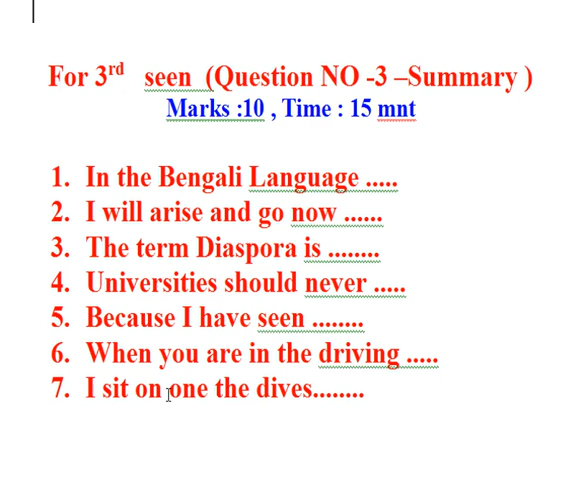 For 3rd seen (Question NO -3 –Summary )
Marks :10 , Time : 15 mnt
1. In the Bengali Language .....
2. I will arise and go now ......
3. The term Diaspora is ........
4. Universities should never .....
5. Because I have seen ........
6. When you are in the driving .....
7. I sit on one the dives........